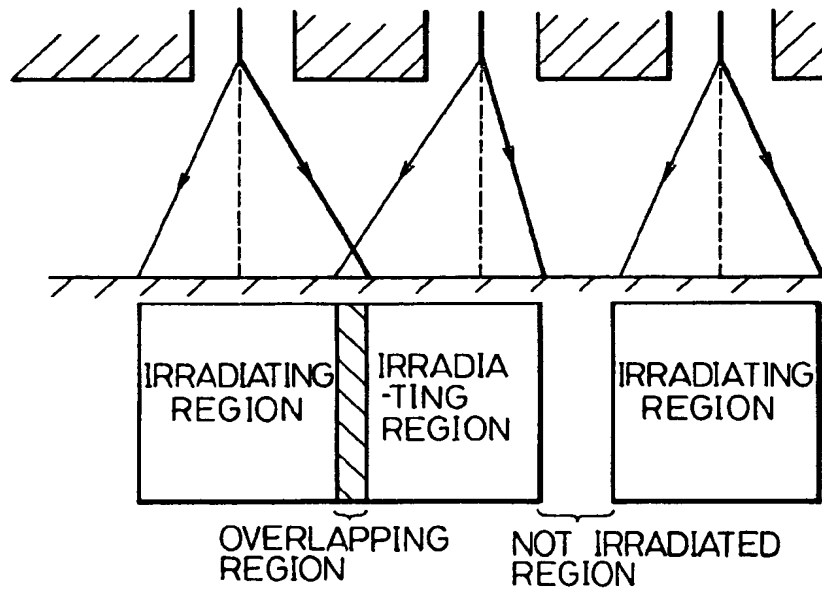 IRRADIATING
REGION
IRRADIA
-TING
REGION
IRRADIATING
REGION
OVERLAPPING
REGION
NOT IRRADIATED
REGION